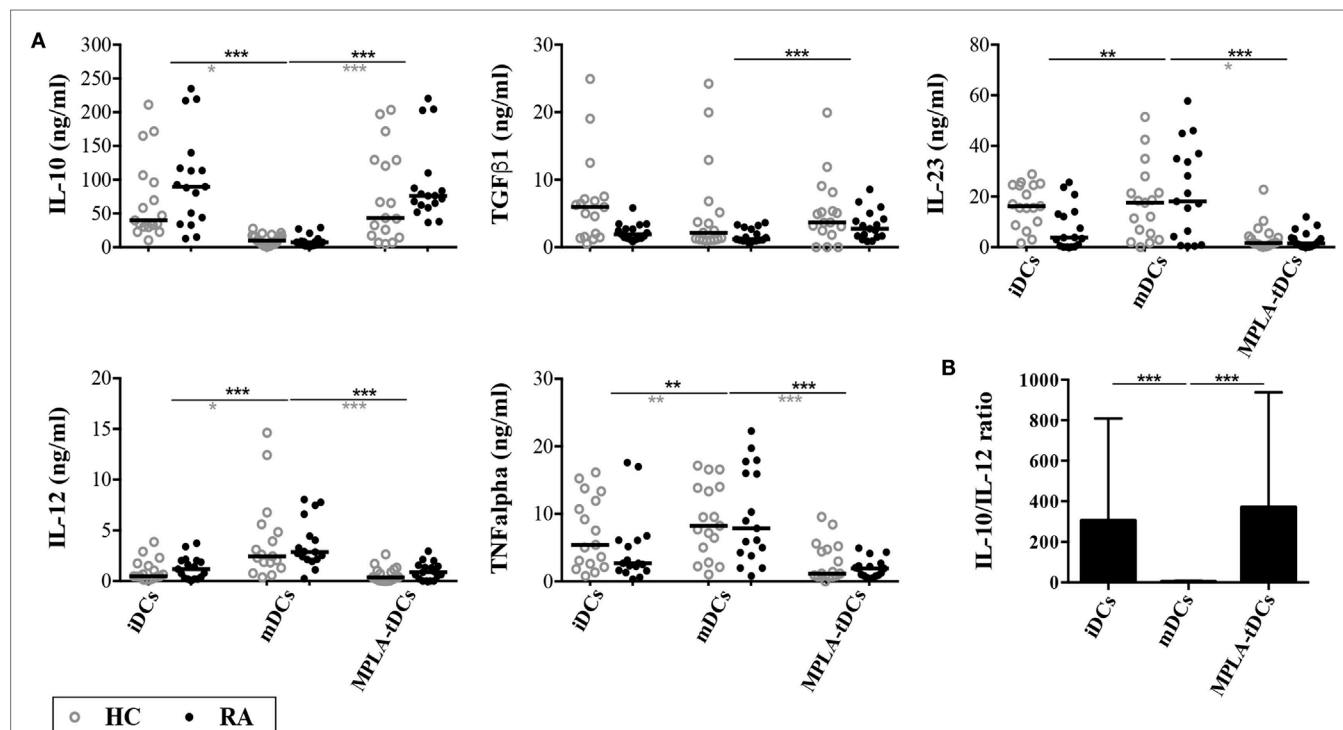 A
IL-10 (ng/ml)
300
250
200
150
100
50
0
***
*
***
***
TGFβ1 (ng/ml)
30
20
10
0
***
IL-23 (ng/ml)
80
60
40
20
0
**
***
*
iDCs
mDCs
MPLA-tDCs
IL-12 (ng/ml)
20
15
10
5
0
***
*
***
***
iDCs
mDCs
MPLA-tDCs
TNFalpha (ng/ml)
30
20
10
0
**
**
***
***
iDCs
mDCs
MPLA-tDCs
B
IL-10/IL-12 ratio
1000
800
600
400
200
0
***
***
iDCs
mDCs
MPLA-tDCs
HC RA